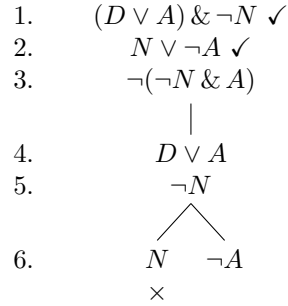 1. (D ∨ A) & ¬N ✓
2. N ∨ ¬A ✓
3. ¬(¬N & A)
4. D ∨ A
5. ¬N
6. N ¬A
×